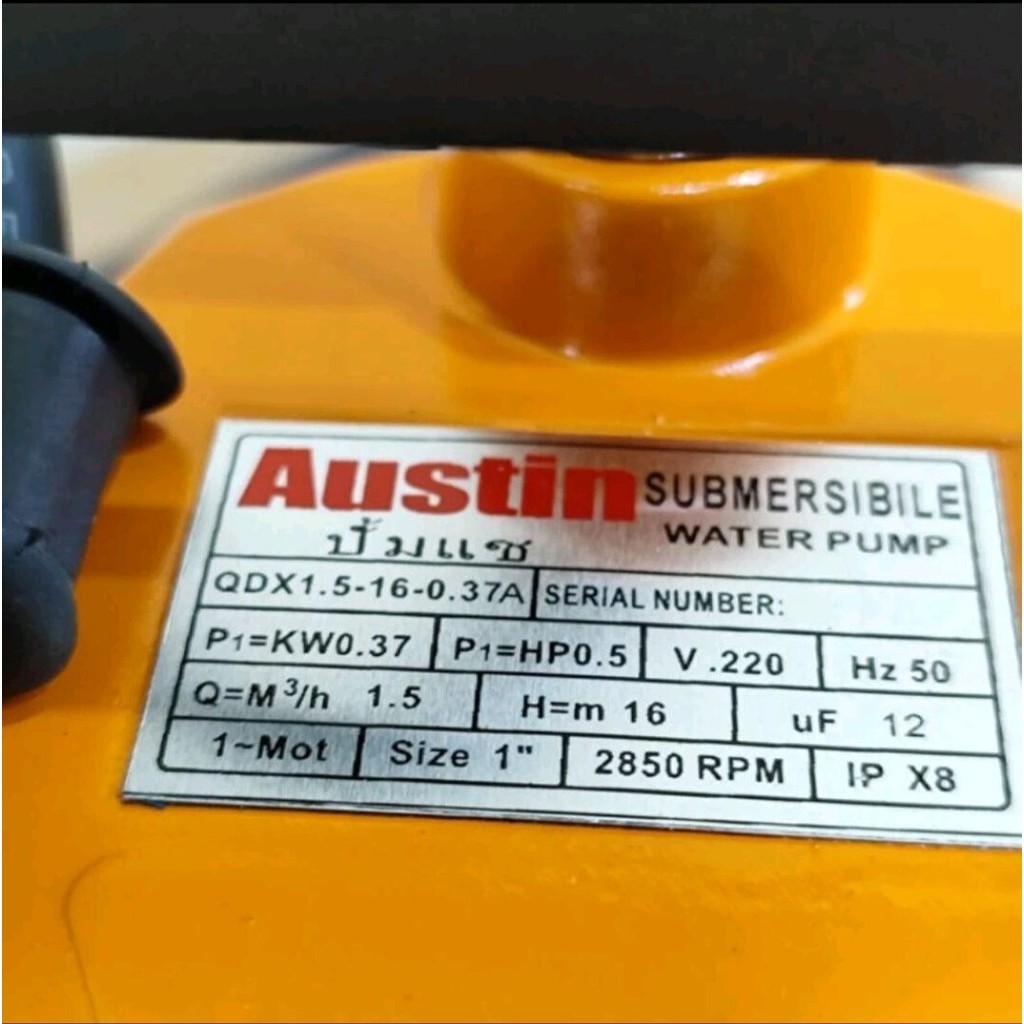 Austin SUBMERSIBILE
WATER PUMP
ปั๊มแช่
QDX1.5-16-0.37A SERIAL NUMBER:
P1=KW0.37 P1=HP0.5 V.220 Hz 50
Q=M³/h 1.5 H=m 16 uF 12
1~Mot Size 1" 2850 RPM IP X8